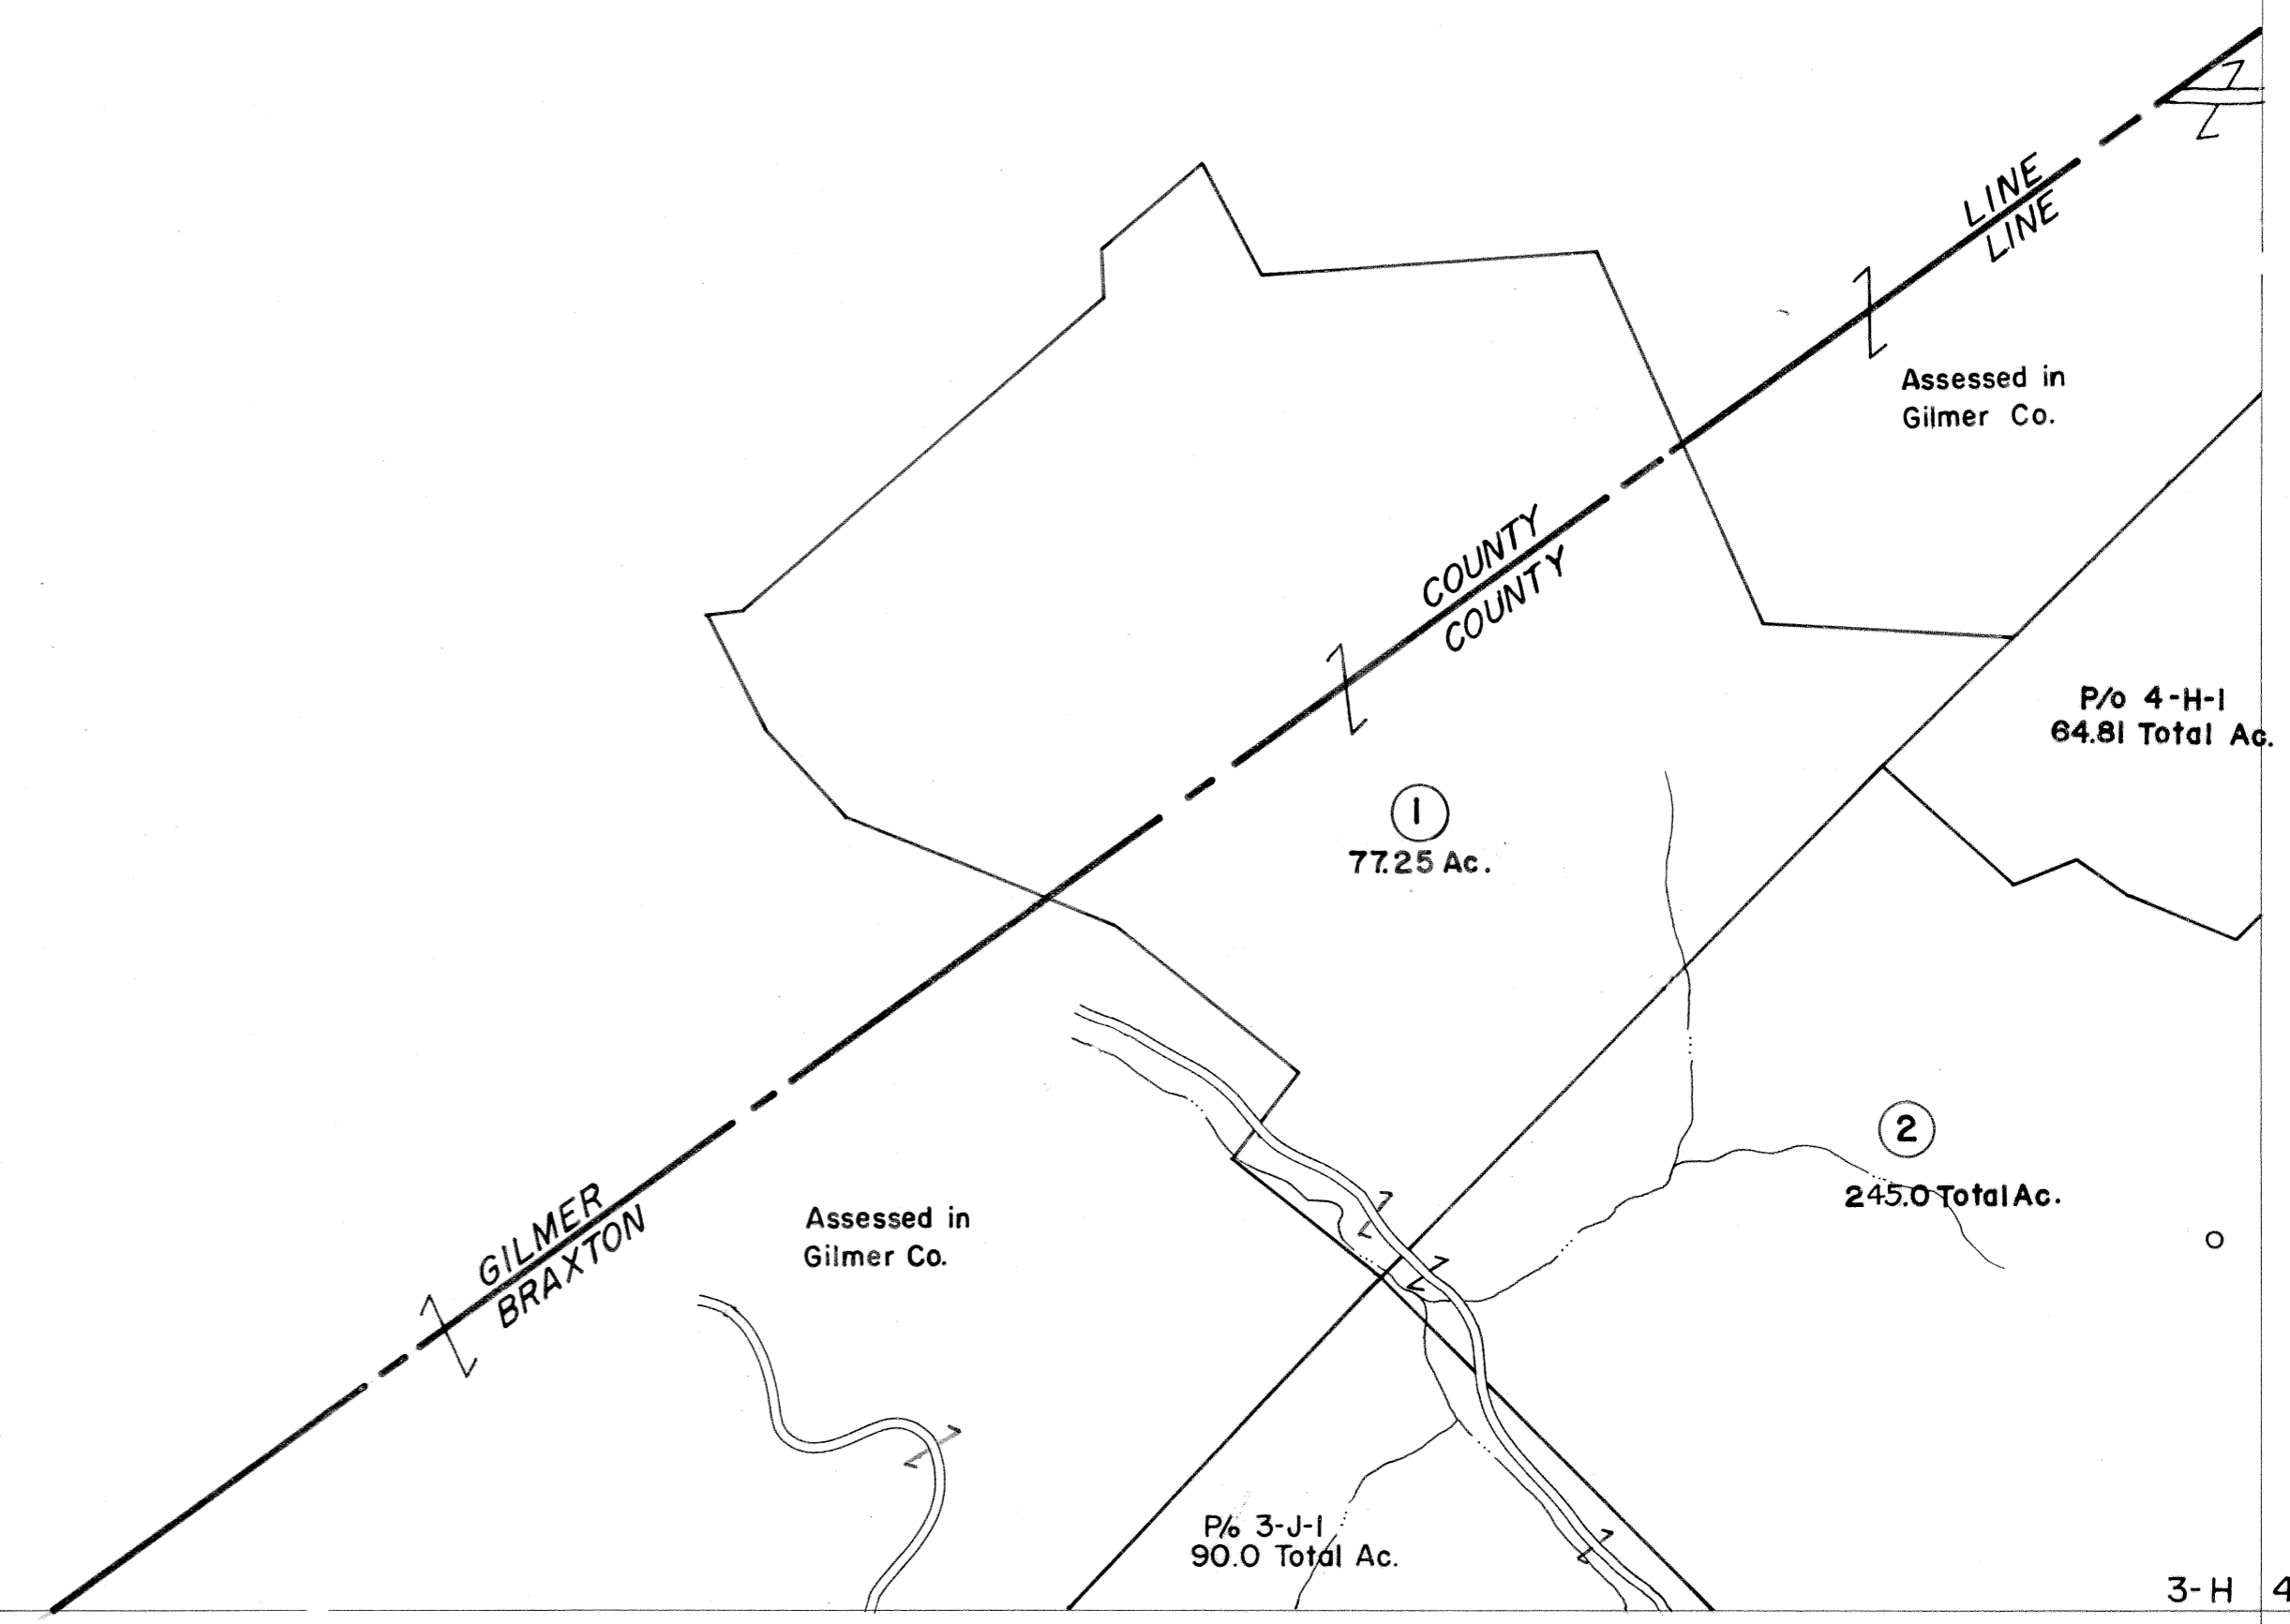 LINE
LINE
Assessed in
Gilmer Co.
COUNTY
COUNTY
P/o 4-H-1
64.81 Total Ac.
1
77.25 Ac.
2
245.0 Total Ac.
GILMER
BRAXTON
Assessed in
Gilmer Co.
P/o 3-J-1
90.0 Total Ac.
3-H 4